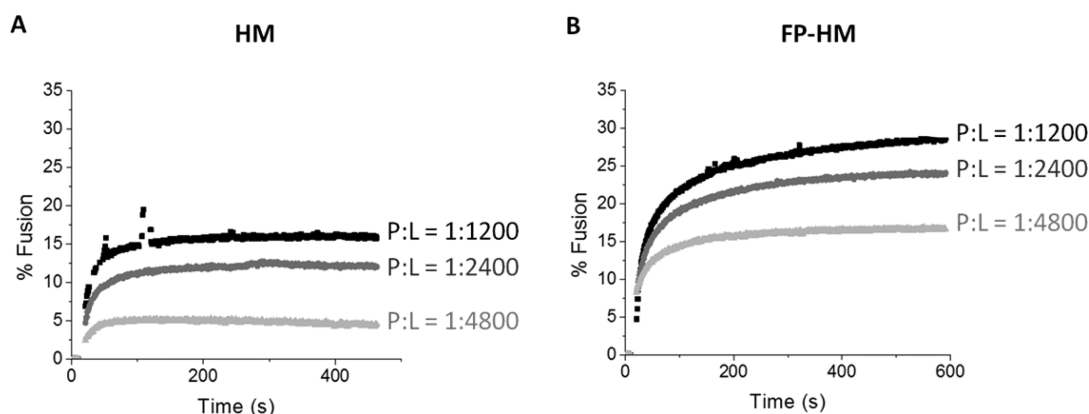 A
HM
35
30
25
20
15
10
5
0
% Fusion
P:L = 1:1200
P:L = 1:2400
P:L = 1:4800
0
200
400
Time (s)
B
FP-HM
35
30
25
20
15
10
5
0
% Fusion
P:L = 1:1200
P:L = 1:2400
P:L = 1:4800
0
200
400
600
Time (s)